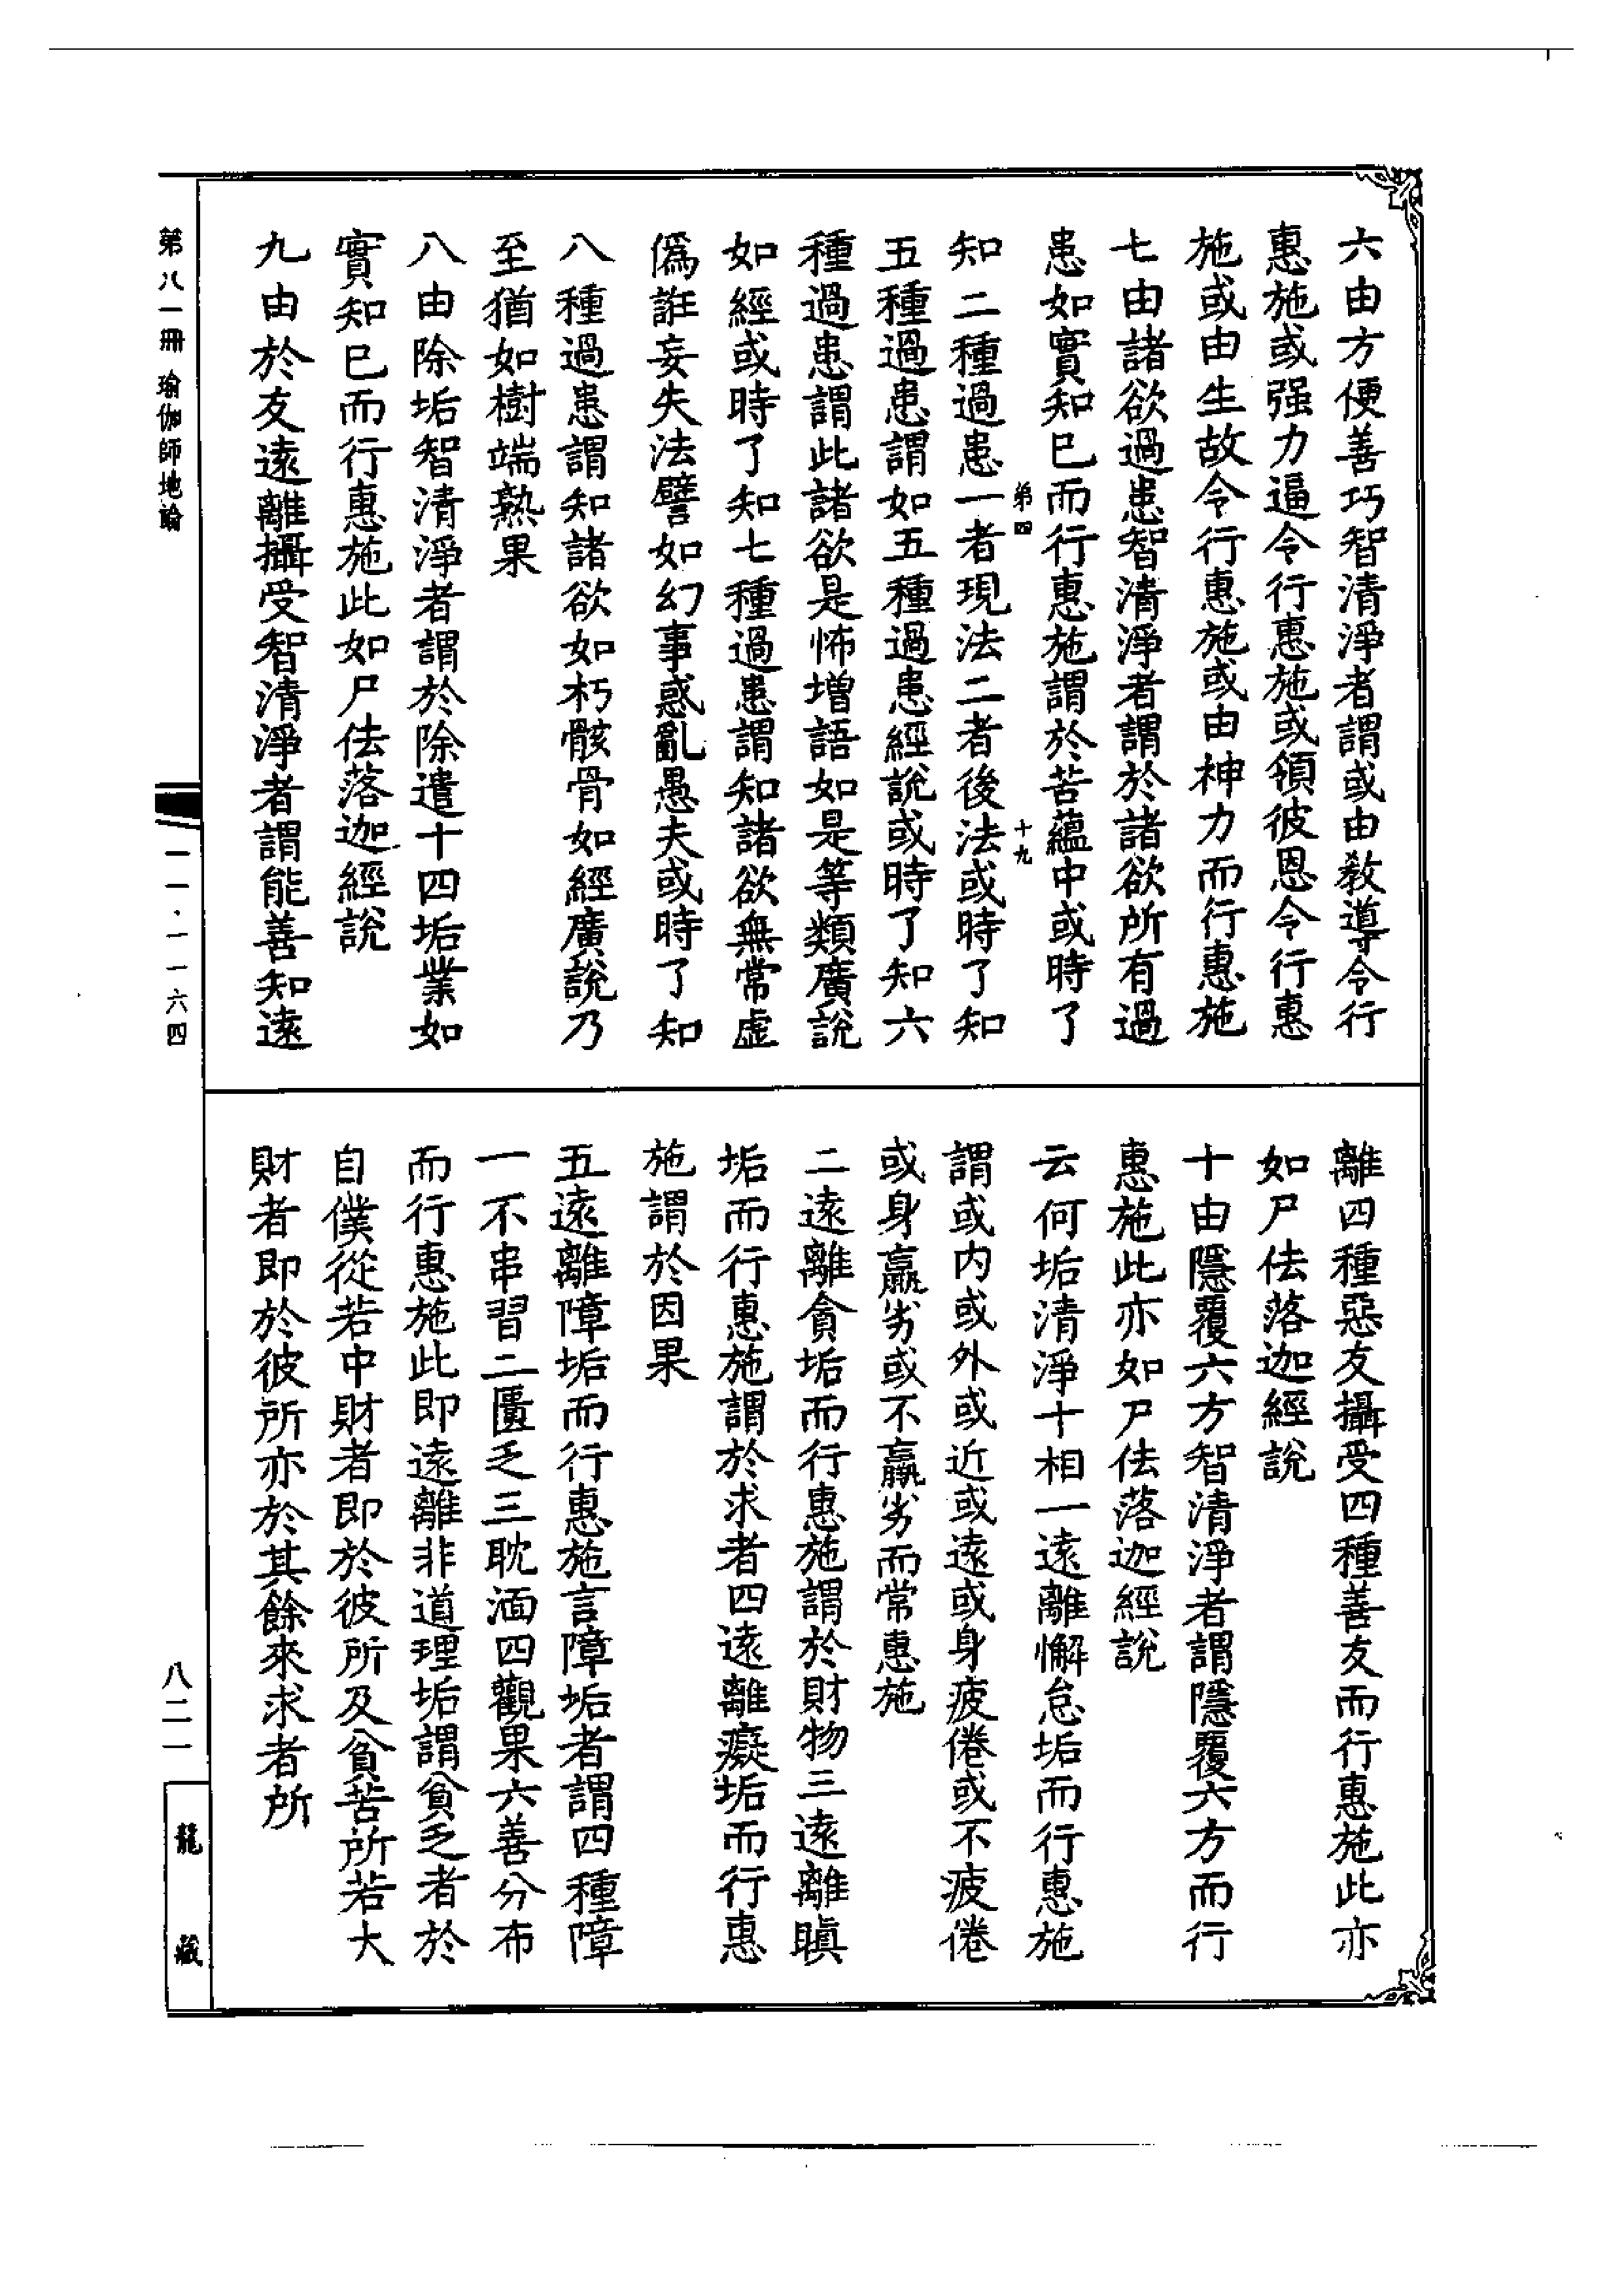 六由方便善巧智清淨者謂或由教導令行
惠施或强力逼令行惠施或領彼恩令行惠
施或由生故令行惠施或由神力而行惠施
七由諸欲過患智清淨者謂於諸欲所有過
患如實知已而行惠施謂於苦蘊中或時了
第四 十九
知二種過患一者現法二者後法或時了知
五種過患謂如五種過患經說或時了知六
種過患謂此諸欲是怖增語如是等類廣說
如經或時了知七種過患謂知諸欲無常虛
僞誑妄失法譬如幻事惑亂愚夫或時了知
八種過患謂知諸欲如朽骸骨如經廣說乃
至猶如樹端熟果
八由除垢智清淨者謂於除遣十四垢業如
實知已而行惠施此如尸佉落迦經說
九由於友遠離攝受智清淨者謂能善知遠
離四種惡友攝受四種善友而行惠施此亦
如尸佉落迦經說
十由隱覆六方智清淨者謂隱覆六方而行
惠施此亦如尸佉落迦經說
云何垢清淨十相一遠離懈怠垢而行惠施
謂或内或外或近或遠或身疲倦或不疲倦
或身羸劣或不羸劣而常惠施
二遠離貪垢而行惠施謂於財物三遠離瞋
垢而行惠施謂於求者四遠離癡垢而行惠
施謂於因果
五遠離障垢而行惠施言障垢者謂四種障
一不串習二匱乏三耽湎四觀果六善分布
而行惠施此即遠離非道理垢謂貧乏者於
自僕從若中財者即於彼所及貧苦所若大
財者即於彼所亦於其餘來求者所
第八一冊 瑜伽師地論
一一·一一六四
八二一
龍藏